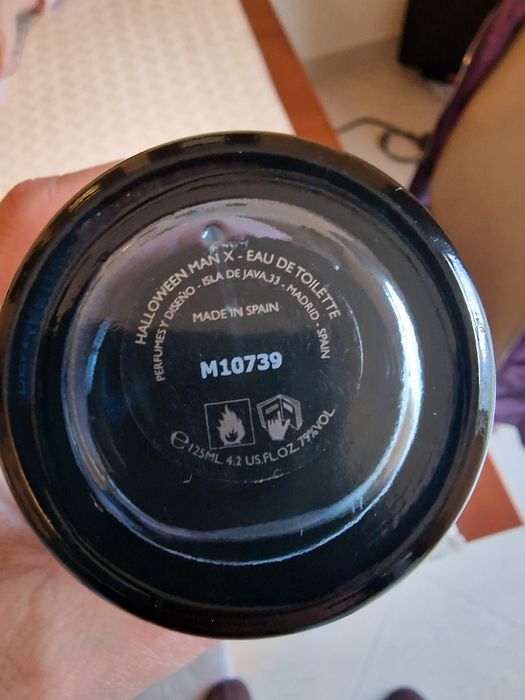 HALLOWEEN MAN X - EAU DE TOILETTE
PERFUMES Y DISEÑO - ISLA DE JAVA,33 - MADRID - SPAIN
MADE IN SPAIN
M10739
℮125ML. 4.2 US.FL.OZ. 79%VOL